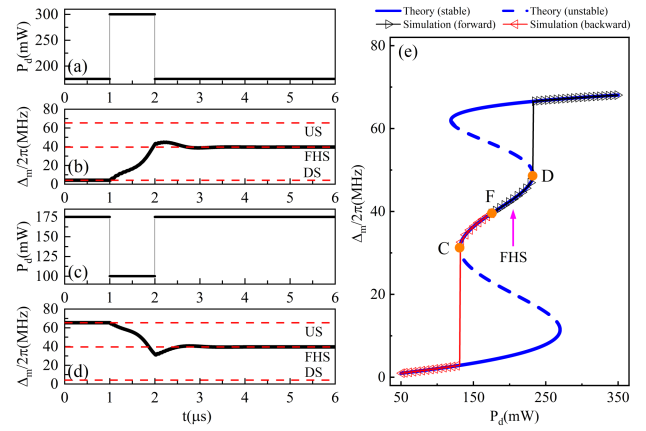 300
250
200
P_d(mW)
(a)
0 1 2 3 4 5 6
80
60
40
20
0
Δ_m/2π(MHz)
US
FHS
DS
(b)
0 1 2 3 4 5 6
175
150
125
100
P_d(mW)
(c)
0 1 2 3 4 5 6
80
60
40
20
0
Δ_m/2π(MHz)
US
FHS
DS
(d)
0 1 2 3 4 5 6
t(μs)
Theory (stable) Theory (unstable)
Simulation (forward) Simulation (backward)
(e)
80
60
40
20
0
Δ_m/2π(MHz)
D
F
FHS
C
50 150 250 350
P_d(mW)